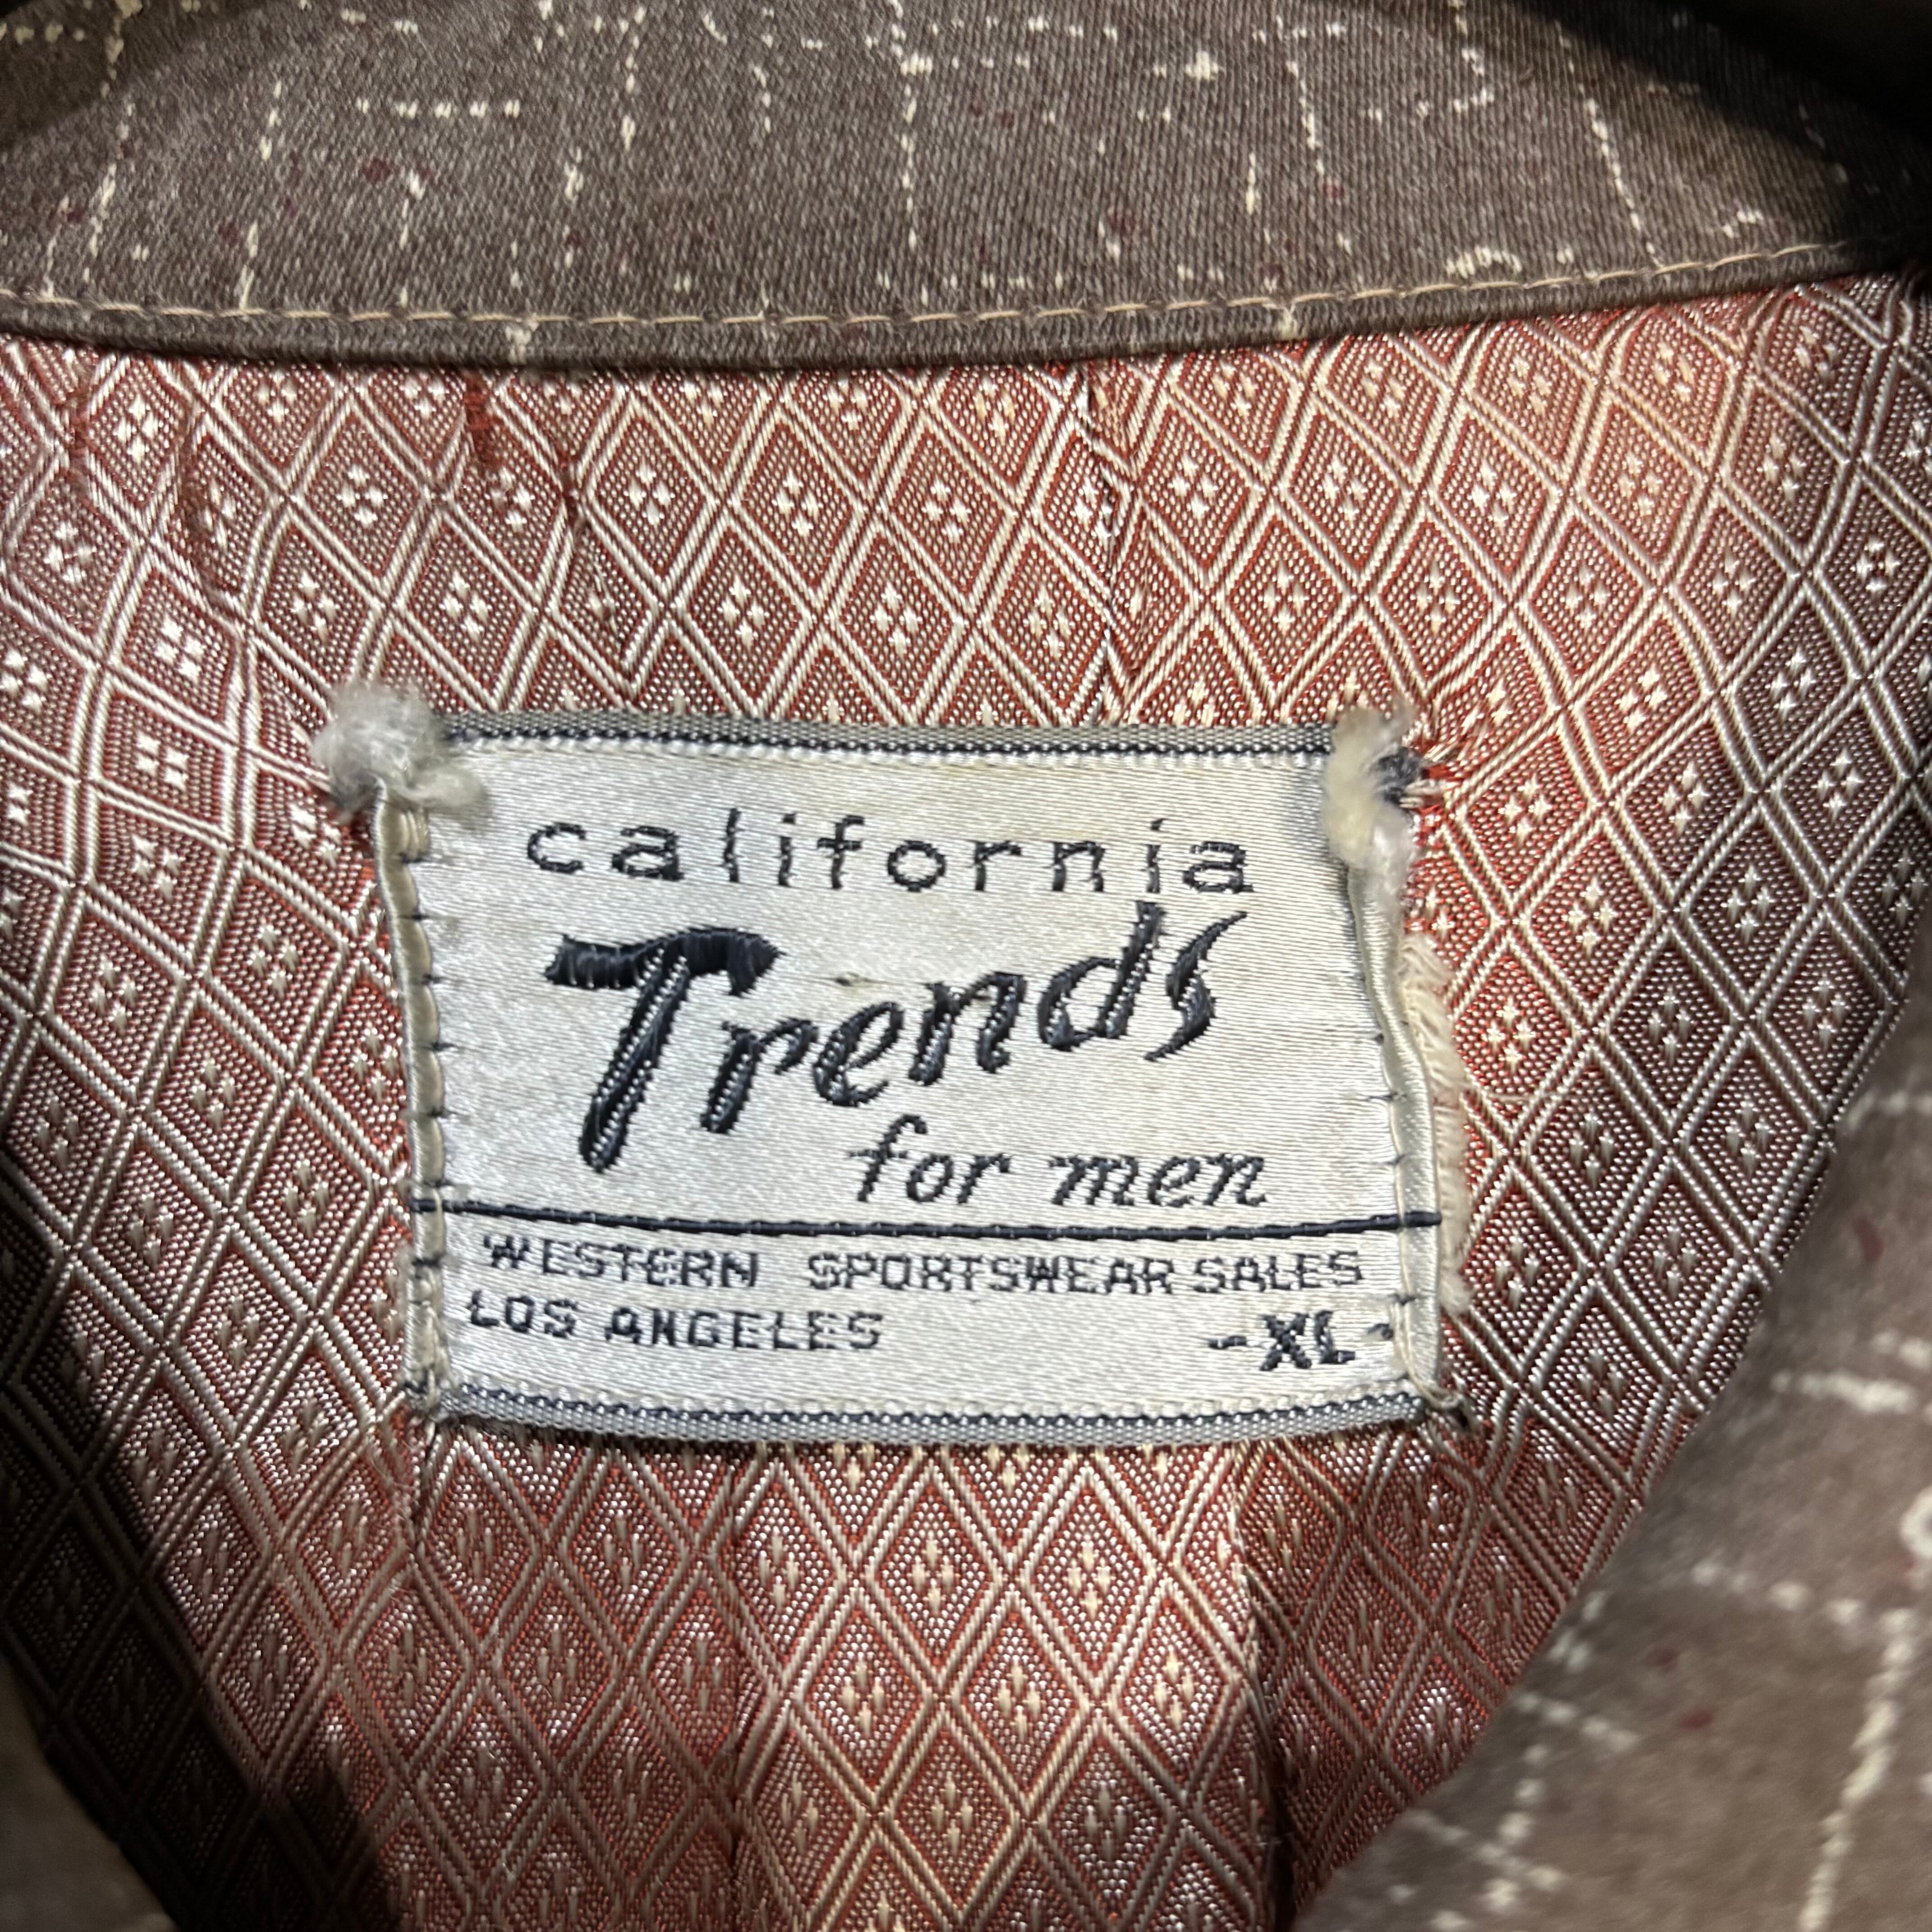 california
Trends
for men
WESTERN SPORTSWEAR SALES
LOS ANGELES -XL-